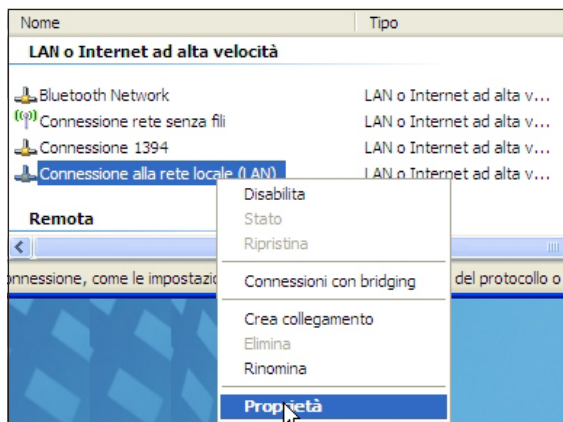 Nome Tipo
LAN o Internet ad alta velocità
Bluetooth Network LAN o Internet ad alta v...
Connessione rete senza fili LAN o Internet ad alta v...
Connessione 1394 LAN o Internet ad alta v...
Connessione alla rete locale (LAN) LAN o Internet ad alta v...
Disabilita
Remota
Stato
Ripristina
onnessione, come le impostazio
Connessioni con bridging
del protocollo o
Crea collegamento
Elimina
Rinomina
Proprietà